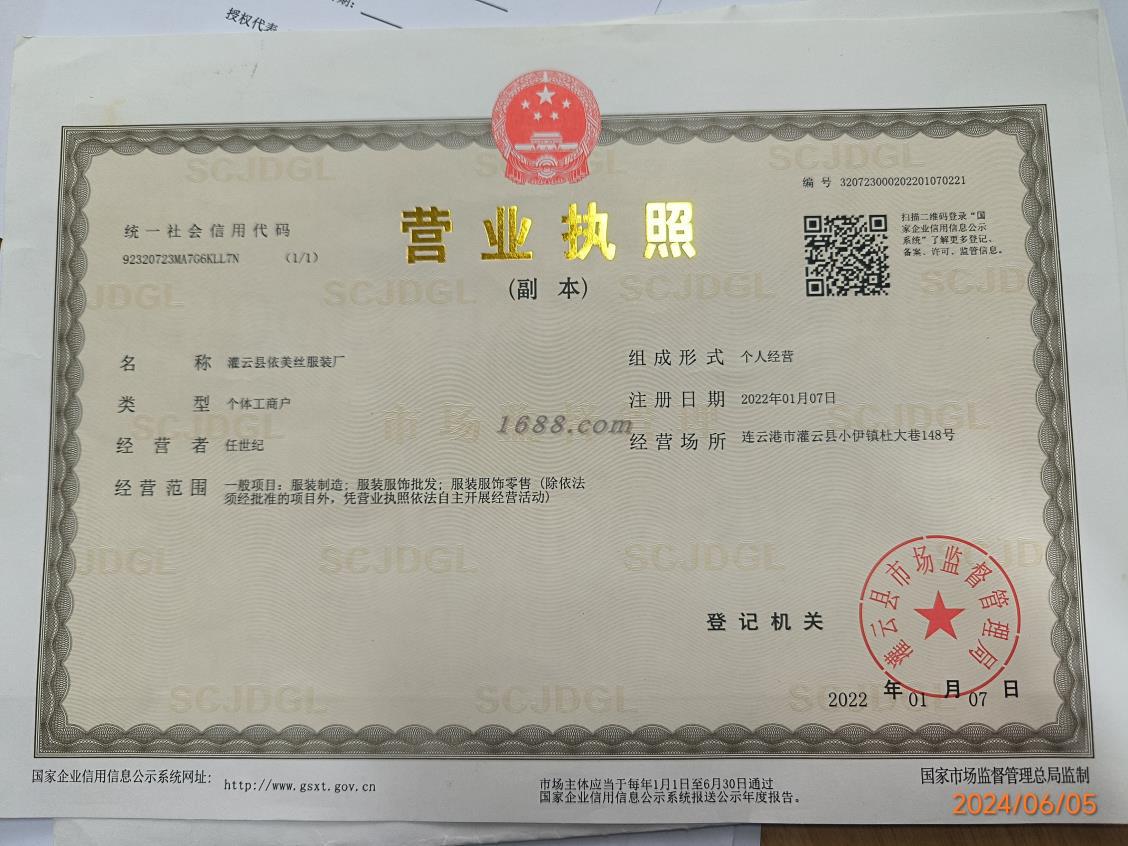 授权代表
SCJDGL
编号 320723000202201070221
统一社会信用代码
92320723MA7G6KLL7N (1/1)
营业执照
(副 本)
扫描二维码登录“国
家企业信用信息公示
系统”了解更多登记、
备案、许可、监管信息。
名称 灌云县依美丝服装厂
类型 个体工商户
经营者 任世纪
经营范围 一般项目：服装制造；服装服饰批发；服装服饰零售（除依法
须经批准的项目外，凭营业执照依法自主开展经营活动）
组成形式 个人经营
注册日期 2022年01月07日
经营场所 连云港市灌云县小伊镇杜大巷148号
1688.com
登记机关
灌云县市场监督管理局
2022 年 01 月 07 日
国家企业信用信息公示系统网址: http://www.gsxt.gov.cn
市场主体应当于每年1月1日至6月30日通过
国家企业信用信息公示系统报送公示年度报告。
国家市场监督管理总局监制
2024/06/05